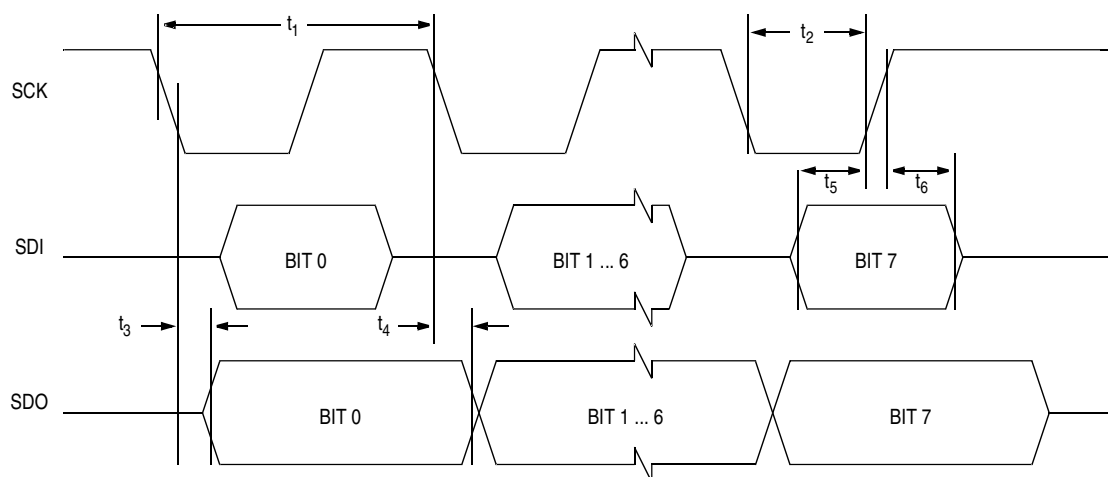 t1
t2
SCK
t5
t6
SDI
BIT 0
BIT 1 ... 6
BIT 7
t3
t4
SDO
BIT 0
BIT 1 ... 6
BIT 7